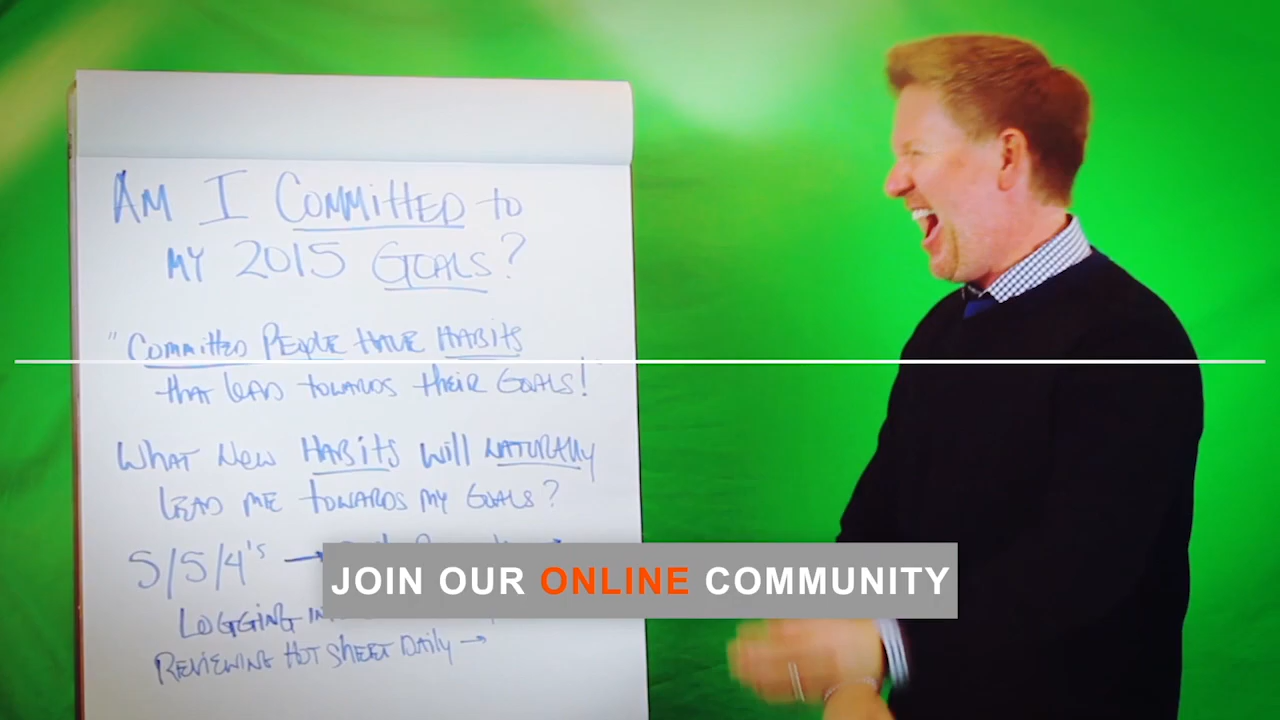 AM I COMMITTED to
MY 2015 GOALS?
"COMMITTED PEOPLE HAVE HABITS
that LEAD TOWARDS their GOALS!"
WHAT NEW HABITS will NATURALLY
LEAD ME TOWARDS MY GOALS?
5/5/4's →
JOIN OUR ONLINE COMMUNITY
LOGGING IN
REVIEWING HOT SHEET DAILY →